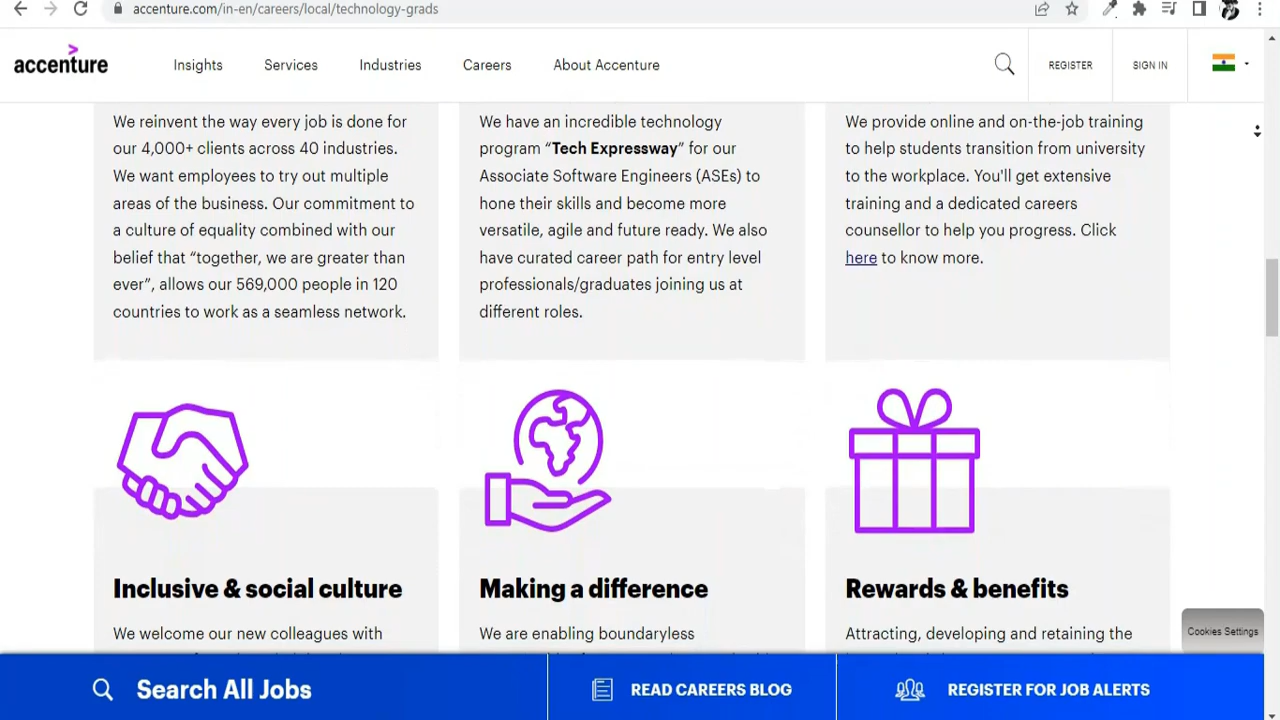 accenture.com/in-en/careers/local/technology-grads
accenture
Insights
Services
Industries
Careers
About Accenture
REGISTER
SIGN IN
We reinvent the way every job is done for
our 4,000+ clients across 40 industries.
We want employees to try out multiple
areas of the business. Our commitment to
a culture of equality combined with our
belief that “together, we are greater than
ever”, allows our 569,000 people in 120
countries to work as a seamless network.
We have an incredible technology
program “Tech Expressway” for our
Associate Software Engineers (ASEs) to
hone their skills and become more
versatile, agile and future ready. We also
have curated career path for entry level
professionals/graduates joining us at
different roles.
We provide online and on-the-job training
to help students transition from university
to the workplace. You'll get extensive
training and a dedicated careers
counsellor to help you progress. Click
here to know more.
Inclusive & social culture
We welcome our new colleagues with
Making a difference
We are enabling boundaryless
Rewards & benefits
Attracting, developing and retaining the
Cookies Settings
Search All Jobs
READ CAREERS BLOG
REGISTER FOR JOB ALERTS